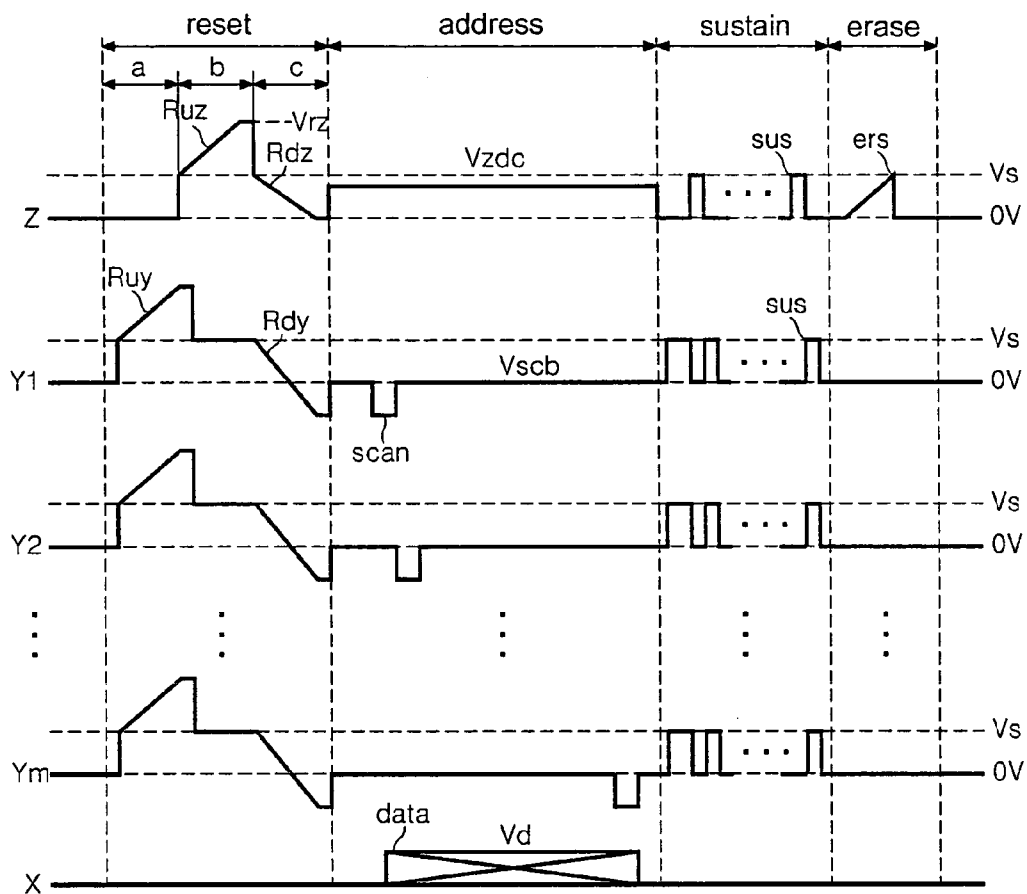 reset address sustain erase
a b c
Ruz Vrz
Rdz Vzdc sus ers
Vs
Z 0V
Ruy
Rdy sus
Vs
Vscb
Y1 0V
scan
Vs
Y2 0V
Vs
Ym 0V
data Vd
X